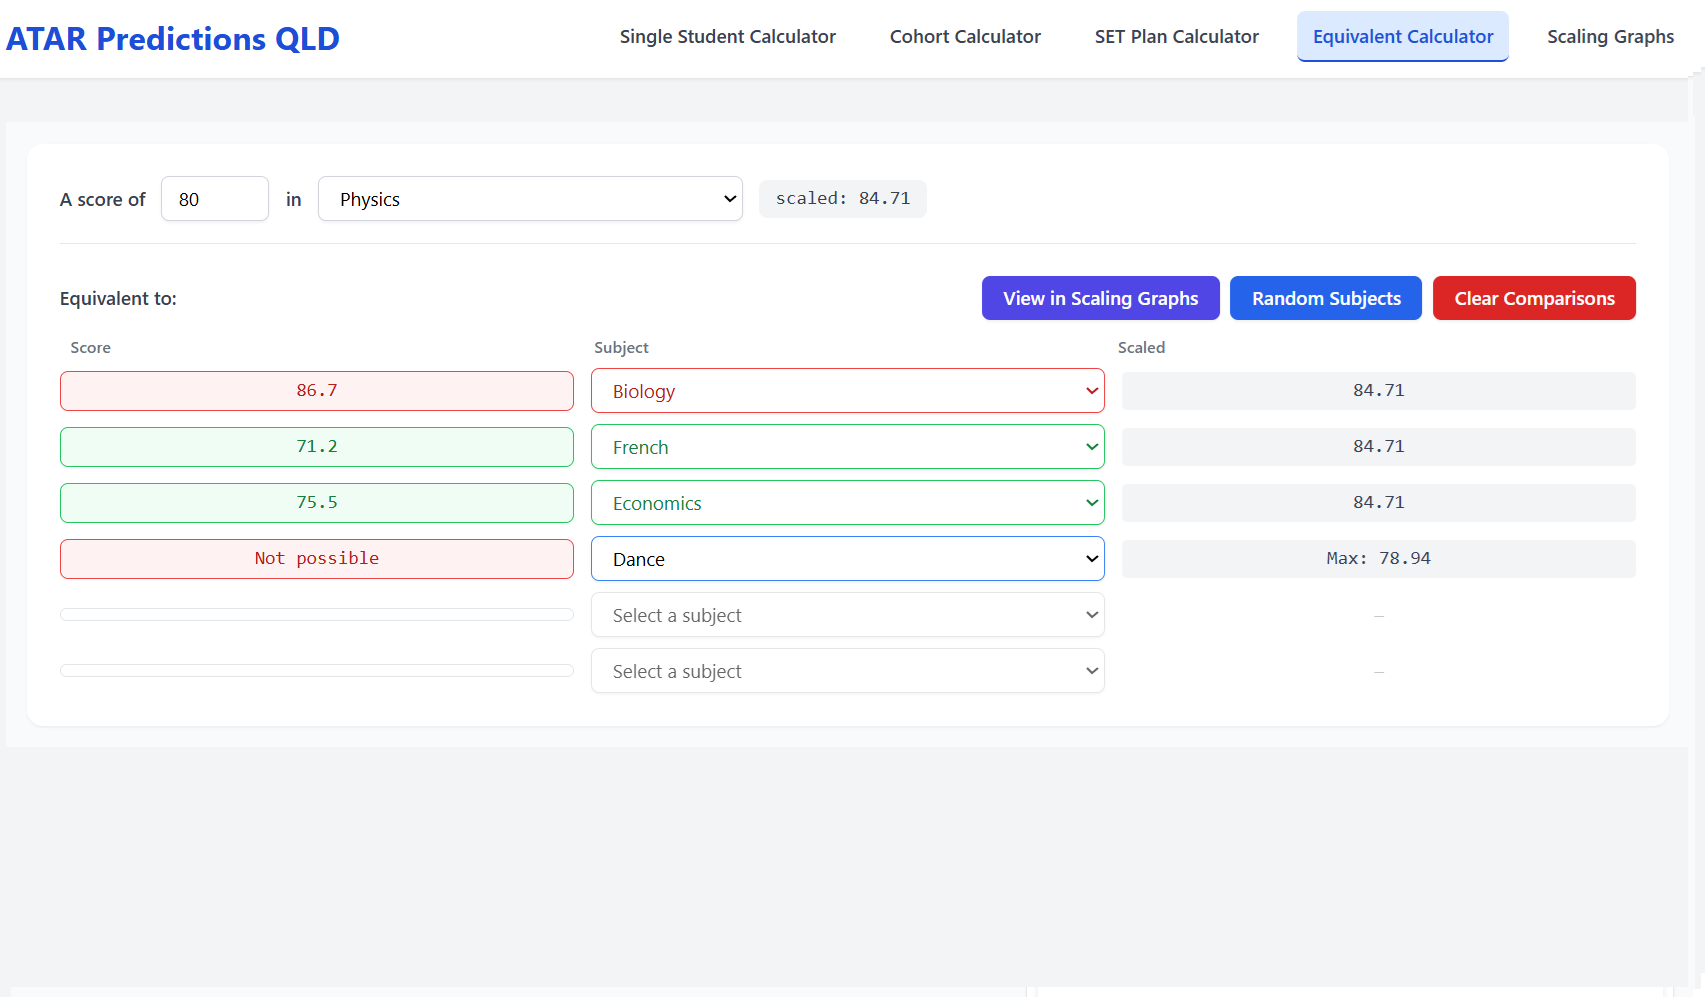 ATAR Predictions QLD Single Student Calculator Cohort Calculator SET Plan Calculator Equivalent Calculator Scaling Graphs
A score of 80 in Physics scaled: 84.71
Equivalent to: View in Scaling Graphs Random Subjects Clear Comparisons
Score Subject Scaled
86.7 Biology 84.71
71.2 French 84.71
75.5 Economics 84.71
Not possible Dance Max: 78.94
Select a subject –
Select a subject –